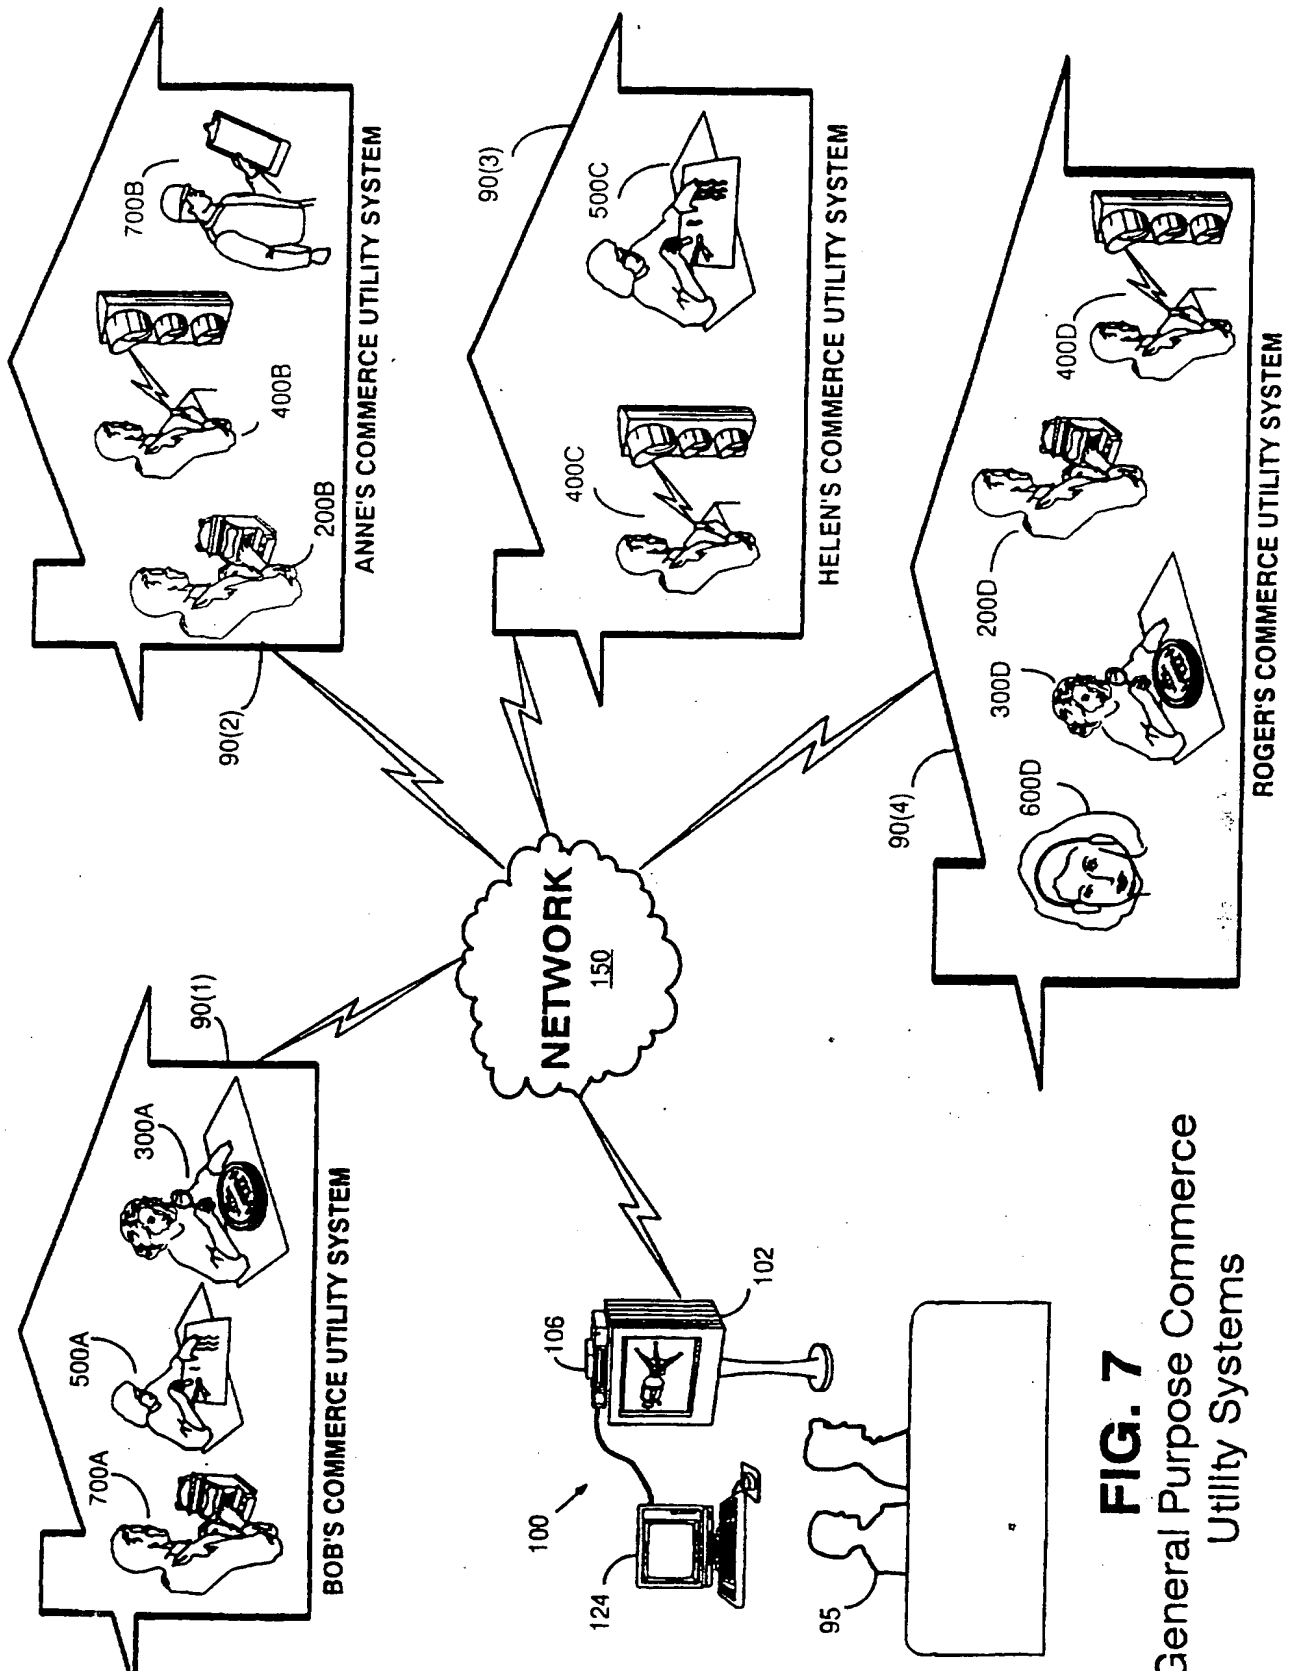 700A
500A
300A
90(1)
BOB'S COMMERCE UTILITY SYSTEM
90(2)
200B
400B
700B
ANNE'S COMMERCE UTILITY SYSTEM
NETWORK
150
90(3)
400C
500C
HELEN'S COMMERCE UTILITY SYSTEM
100
106
102
124
95
90(4)
600D
300D
200D
400D
ROGER'S COMMERCE UTILITY SYSTEM
FIG. 7
General Purpose Commerce
Utility Systems